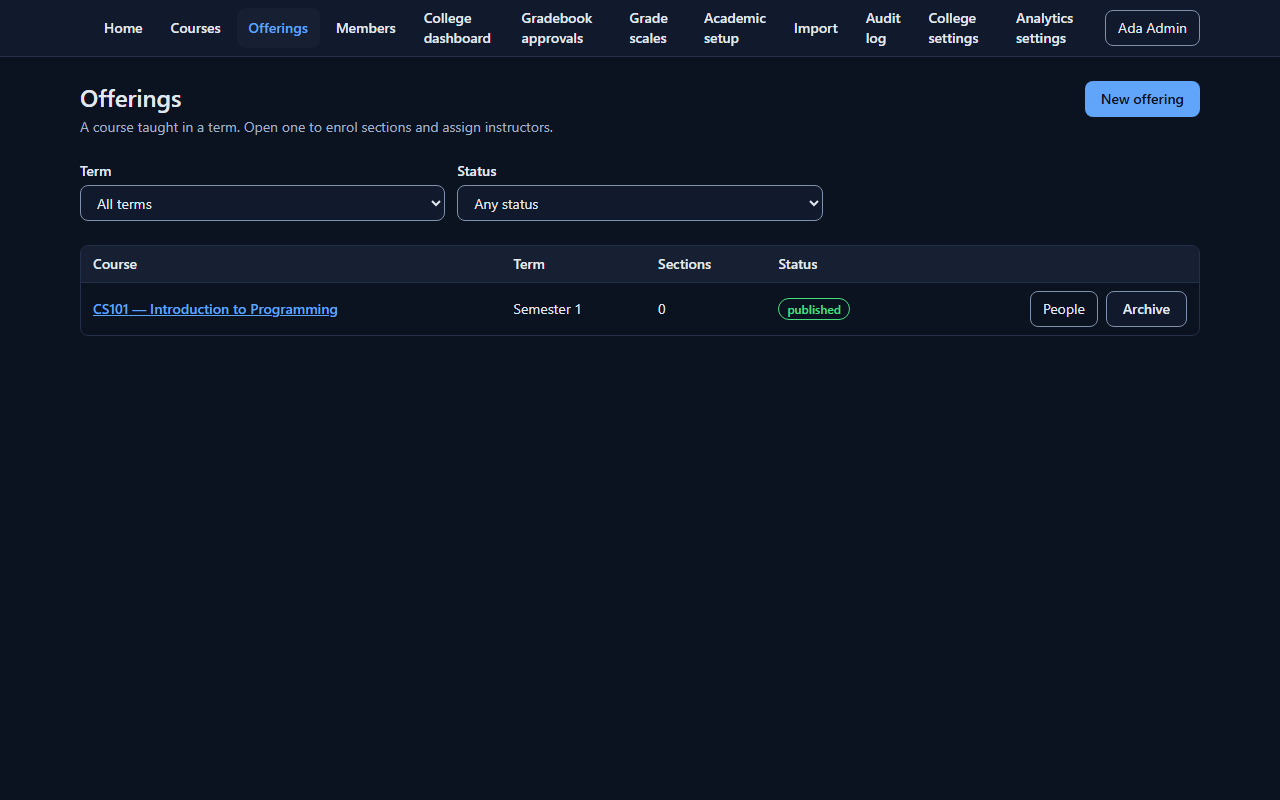 Home
Courses
Offerings
Members
College dashboard
Gradebook approvals
Grade scales
Academic setup
Import
Audit log
College settings
Analytics settings
Ada Admin
Offerings
New offering
A course taught in a term. Open one to enrol sections and assign instructors.
Term
Status
All terms
Any status
Course
Term
Sections
Status
CS101 — Introduction to Programming
Semester 1
0
published
People
Archive